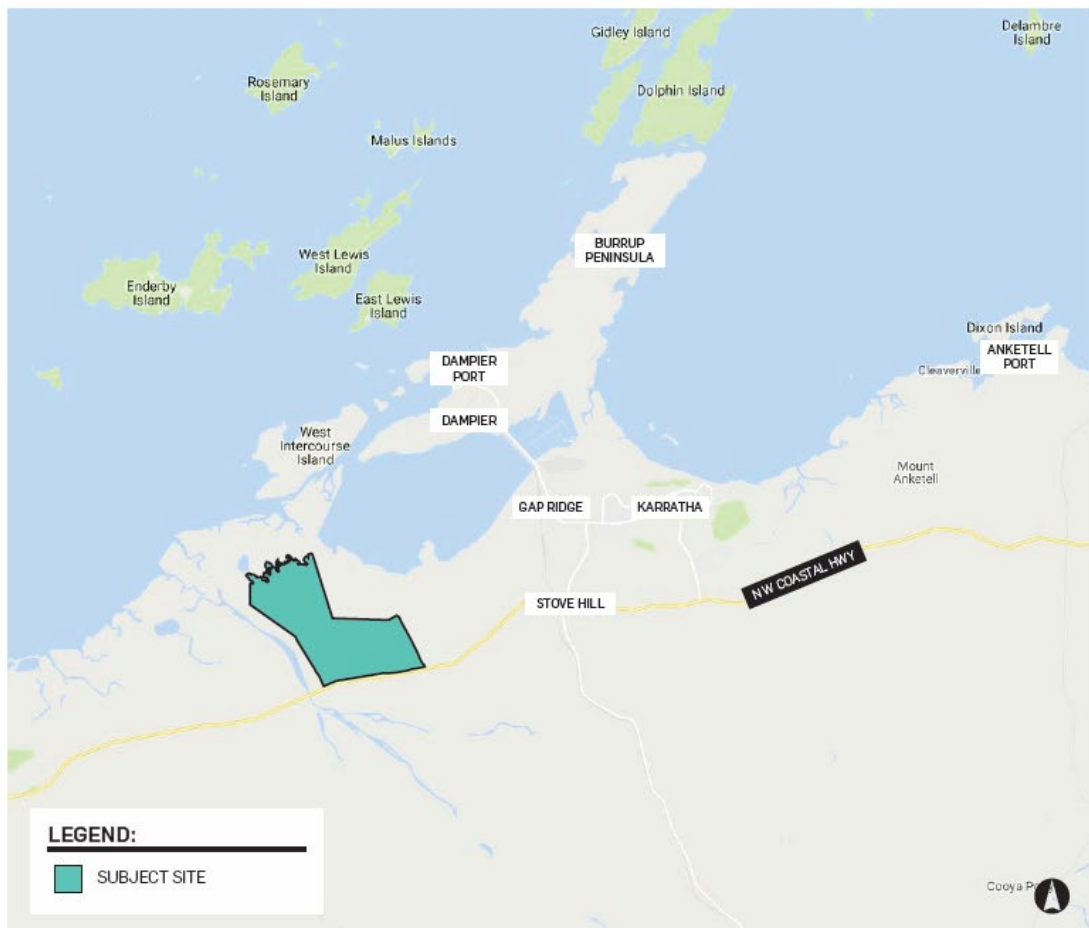 Gidley Island
Delambre
Island
Rosemary
Island
Dolphin Island
Malus Islands
BURRUP
PENINSULA
West Lewis
Island
Enderby
Island
East Lewis
Island
Dixon Island
DAMPIER
PORT
ANKETELL
PORT
Cleaverville
DAMPIER
West
Intercourse
Island
Mount
Anketell
GAP RIDGE
KARRATHA
NW COASTAL HWY
STOVE HILL
LEGEND:
SUBJECT SITE
Cooya